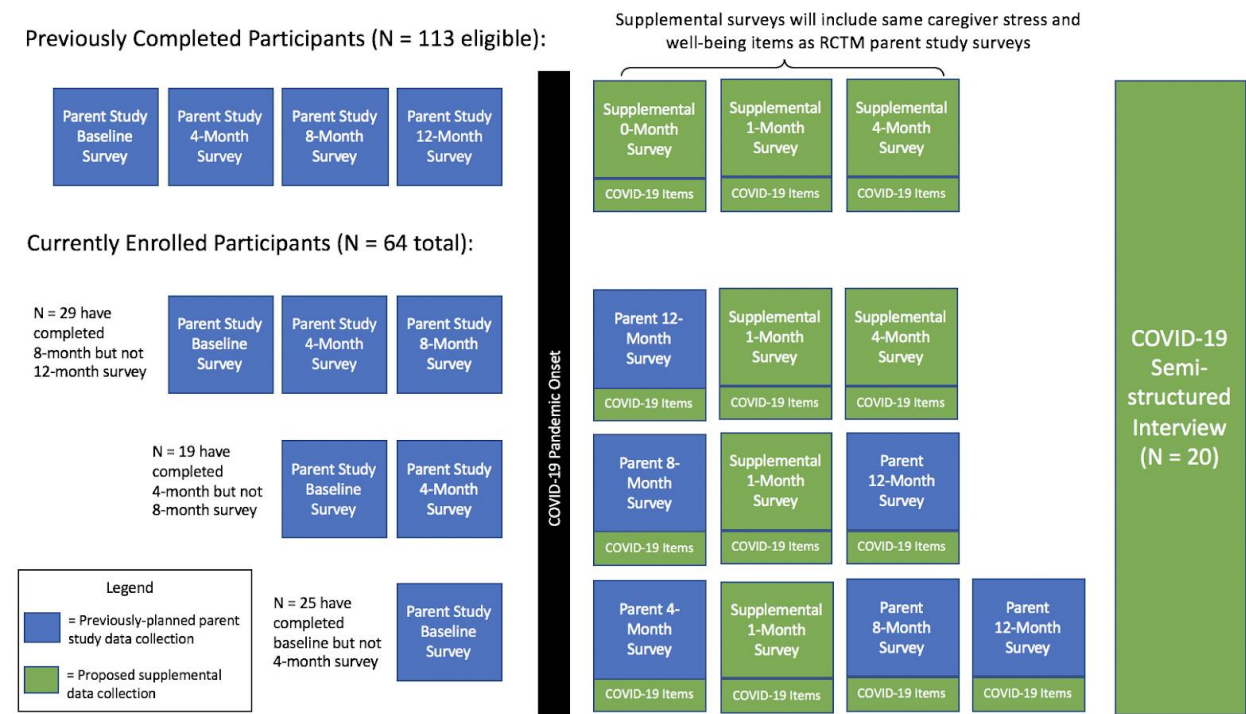 Previously Completed Participants (N = 113 eligible):
Supplemental surveys will include same caregiver stress and
well-being items as RCTM parent study surveys
Parent Study
Baseline
Survey
Parent Study
4-Month
Survey
Parent Study
8-Month
Survey
Parent Study
12-Month
Survey
COVID-19 Pandemic Onset
Supplemental
0-Month
Survey
COVID-19 Items
Supplemental
1-Month
Survey
COVID-19 Items
Supplemental
4-Month
Survey
COVID-19 Items
Currently Enrolled Participants (N = 64 total):
N = 29 have
completed
8-month but not
12-month survey
Parent Study
Baseline
Survey
Parent Study
4-Month
Survey
Parent Study
8-Month
Survey
Parent 12-
Month
Survey
COVID-19 Items
Supplemental
1-Month
Survey
COVID-19 Items
Supplemental
4-Month
Survey
COVID-19 Items
N = 19 have
completed
4-month but not
8-month survey
Parent Study
Baseline
Survey
Parent Study
4-Month
Survey
Parent 8-
Month
Survey
COVID-19 Items
Supplemental
1-Month
Survey
COVID-19 Items
Parent
12-Month
Survey
COVID-19 Items
Legend
= Previously-planned parent
study data collection
= Proposed supplemental
data collection
N = 25 have
completed
baseline but not
4-month survey
Parent Study
Baseline
Survey
Parent 4-
Month
Survey
COVID-19 Items
Supplemental
1-Month
Survey
COVID-19 Items
Parent
8-Month
Survey
COVID-19 Items
Parent
12-Month
Survey
COVID-19 Items
COVID-19
Semi-
structured
Interview
(N = 20)